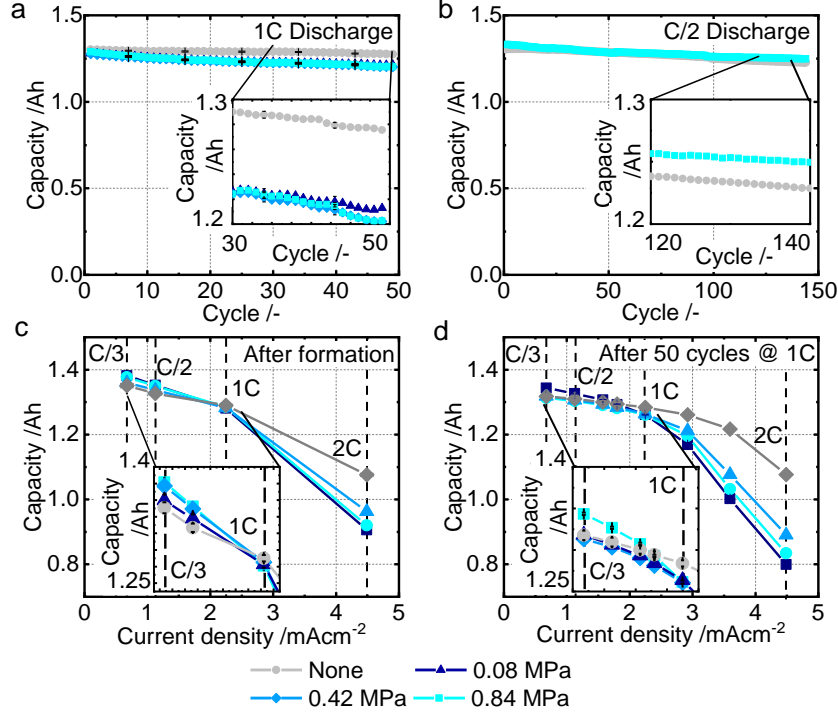 a
1C Discharge
Capacity /Ah
1.5
1.0
0.5
0.0
0
10
20
30
40
50
Cycle /-
Capacity
/Ah
1.3
1.2
30
50
Cycle /-
b
C/2 Discharge
Capacity /Ah
1.5
1.0
0.5
0.0
0
50
100
150
Cycle /-
Capacity
/Ah
1.3
1.2
120
140
Cycle /-
c
C/3
C/2
After formation
1C
2C
Capacity /Ah
1.4
1.2
1.0
0.8
0
1
2
3
4
5
Current density /mAcm⁻²
1.4
Capacity
/Ah
1.25
1C
C/3
d
C/3
After 50 cycles @ 1C
C/2
1C
2C
Capacity /Ah
1.4
1.2
1.0
0.8
0
1
2
3
4
5
Current density /mAcm⁻²
1.4
Capacity
/Ah
1.25
1C
C/3
None
0.08 MPa
0.42 MPa
0.84 MPa